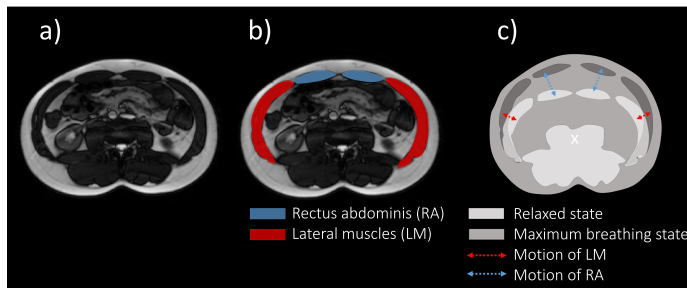 a)
b)
c)
X
Rectus abdominis (RA)
Lateral muscles (LM)
Relaxed state
Maximum breathing state
Motion of LM
Motion of RA